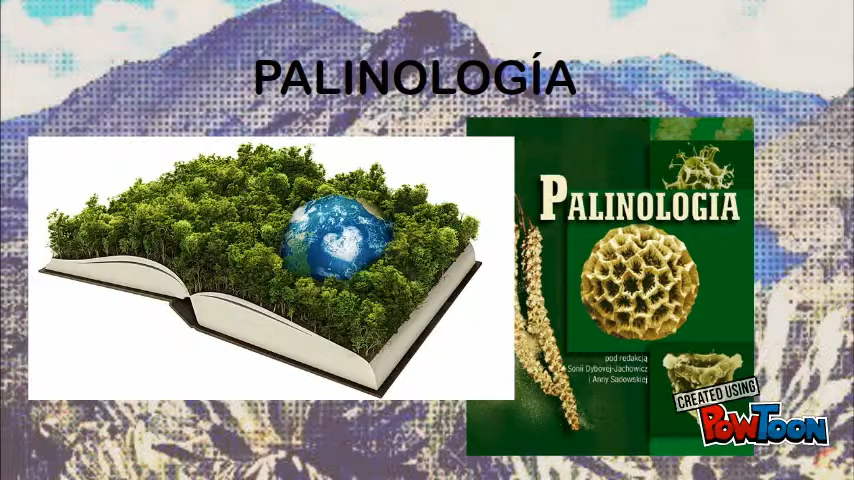 PALINOLOGÍA
PALINOLOGIA
pod redakcją
Sonii Dybovej-Jachowicz
i Anny Sadowskiej
CREATED USING
POWTOON